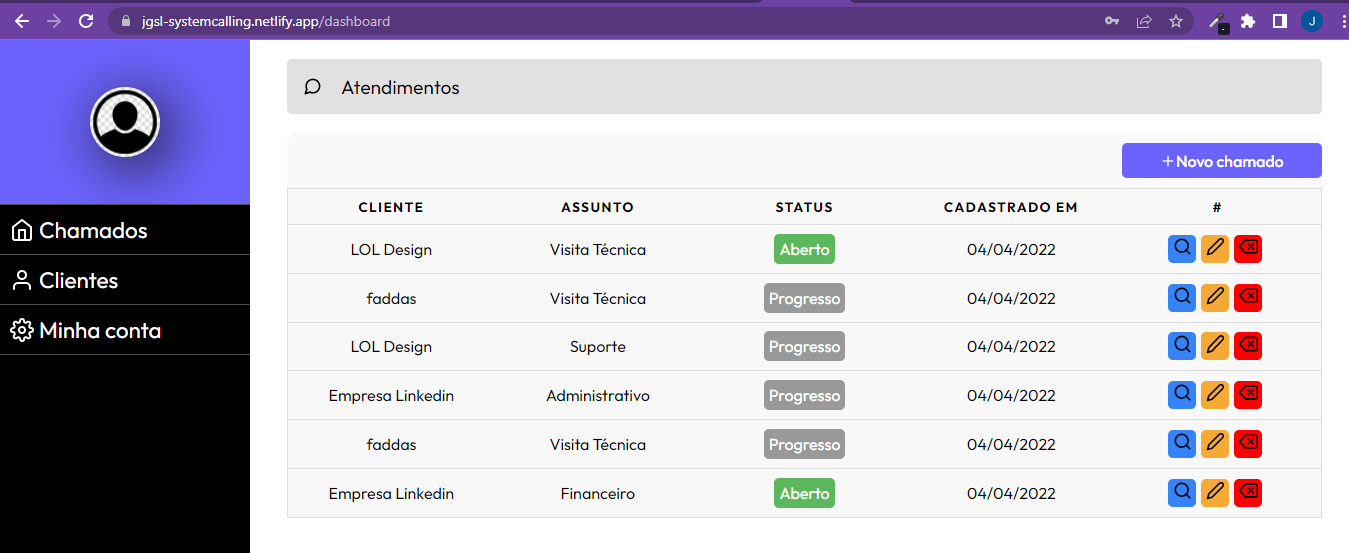 jgsl-systemcalling.netlify.app/dashboard
J
Atendimentos
Novo chamado
Chamados
Clientes
Minha conta
CLIENTE ASSUNTO STATUS CADASTRADO EM #
LOL Design Visita Técnica Aberto 04/04/2022
faddas Visita Técnica Progresso 04/04/2022
LOL Design Suporte Progresso 04/04/2022
Empresa Linkedin Administrativo Progresso 04/04/2022
faddas Visita Técnica Progresso 04/04/2022
Empresa Linkedin Financeiro Aberto 04/04/2022